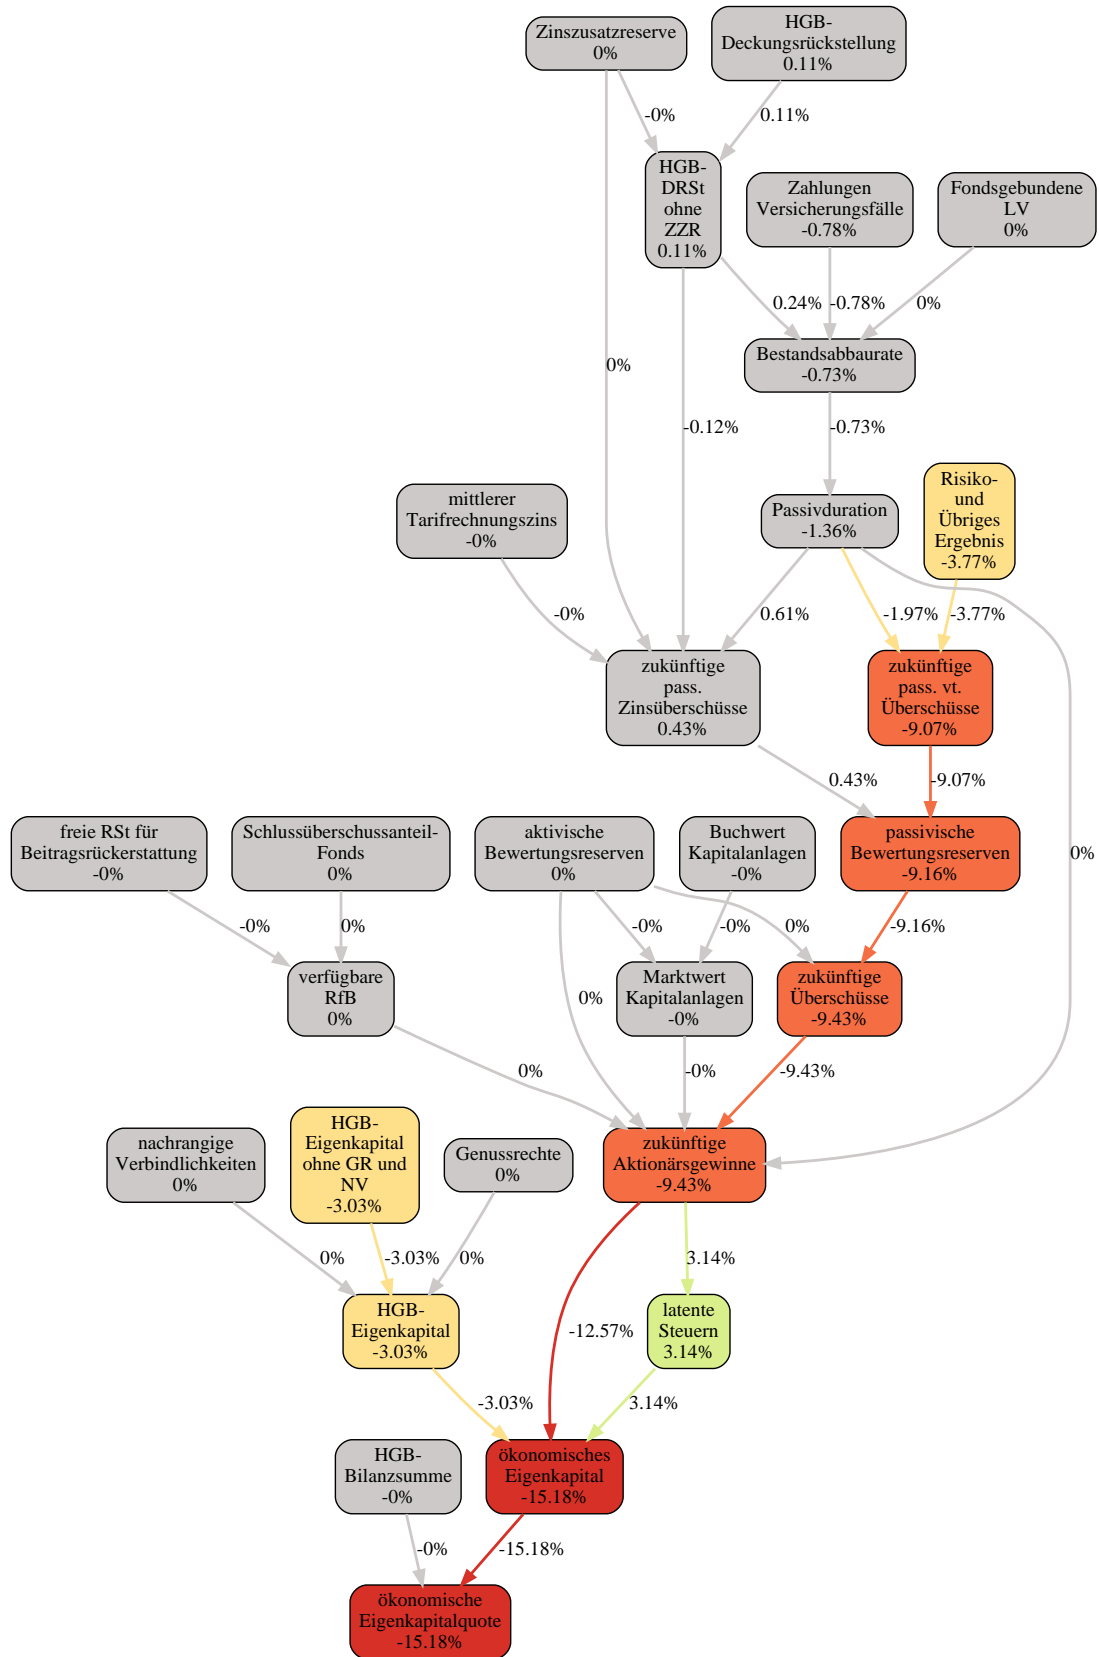 Zinszusatzreserve
0%
HGB-
Deckungsrückstellung
0.11%
-0%
0.11%
HGB-
DRSt
ohne
ZZR
0.11%
Zahlungen
Versicherungsfälle
-0.78%
Fondsgebundene
LV
0%
0.24%
-0.78%
0%
Bestandsabbaurate
-0.73%
0%
-0.12%
-0.73%
mittlerer
Tarifrechnungszins
-0%
Passivduration
-1.36%
Risiko-
und
Übriges
Ergebnis
-3.77%
-0%
0.61%
-1.97%
-3.77%
zukünftige
pass.
Zinsüberschüsse
0.43%
zukünftige
pass. vt.
Überschüsse
-9.07%
0.43%
-9.07%
freie RSt für
Beitragsrückerstattung
-0%
Schlussüberschussanteil-
Fonds
0%
aktivische
Bewertungsreserven
0%
Buchwert
Kapitalanlagen
-0%
passivische
Bewertungsreserven
-9.16%
0%
-0%
0%
-0%
-0%
0%
-9.16%
verfügbare
RfB
0%
0%
Marktwert
Kapitalanlagen
-0%
zukünftige
Überschüsse
-9.43%
0%
-0%
-9.43%
nachrangige
Verbindlichkeiten
0%
HGB-
Eigenkapital
ohne GR und
NV
-3.03%
Genussrechte
0%
zukünftige
Aktionärsgewinne
-9.43%
0%
-3.03%
0%
3.14%
HGB-
Eigenkapital
-3.03%
-12.57%
latente
Steuern
3.14%
-3.03%
3.14%
HGB-
Bilanzsumme
-0%
ökonomisches
Eigenkapital
-15.18%
-0%
-15.18%
ökonomische
Eigenkapitalquote
-15.18%